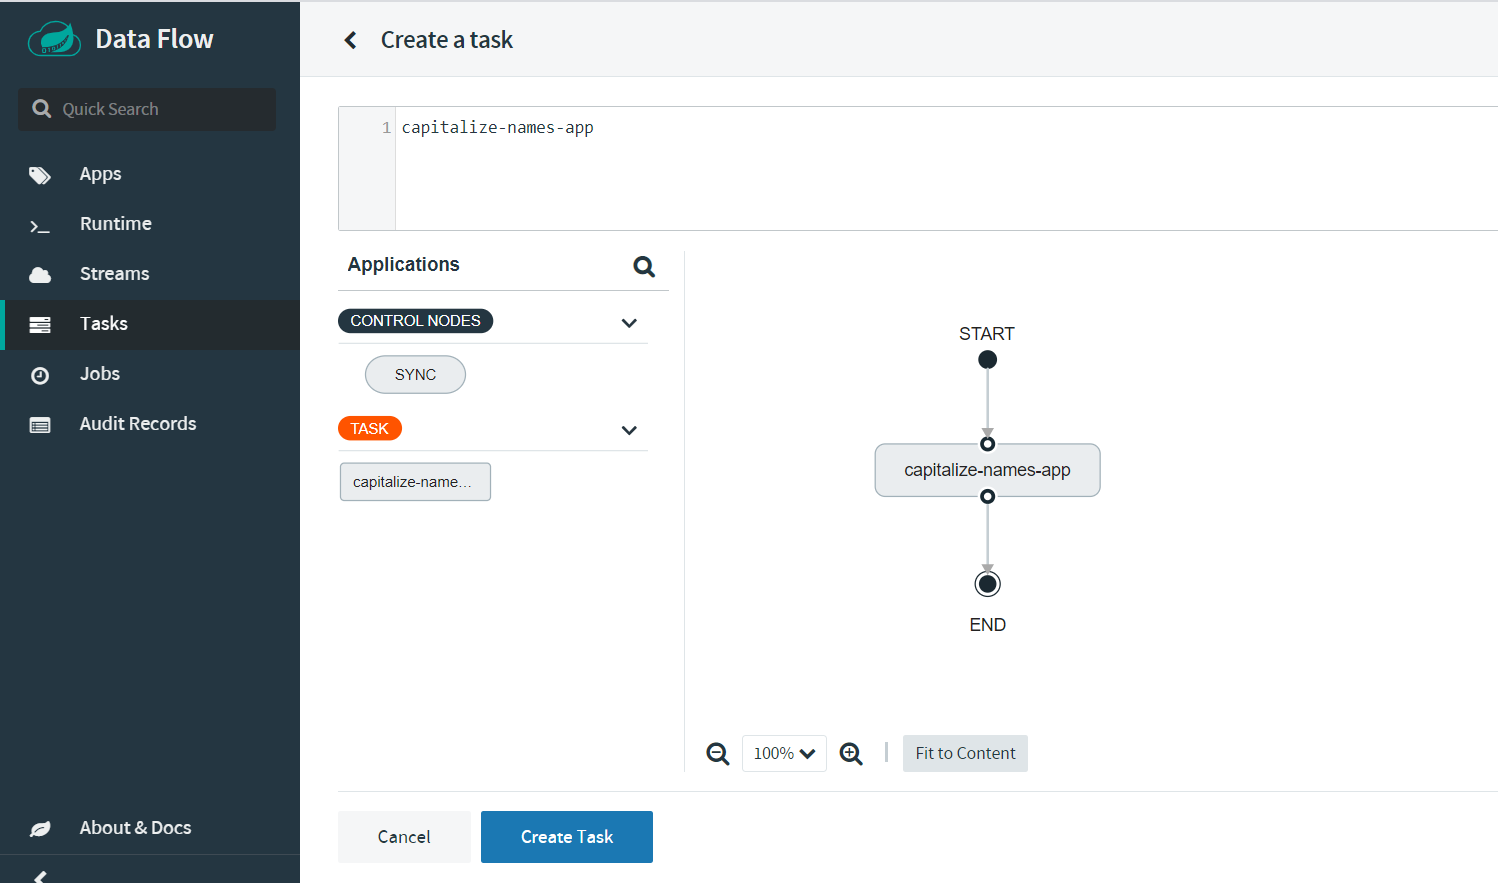 Data Flow
Quick Search
Apps
Runtime
Streams
Tasks
Jobs
Audit Records
About & Docs
Create a task
1 capitalize-names-app
Applications
CONTROL NODES
SYNC
TASK
capitalize-name...
START
capitalize-names-app
END
100%
Fit to Content
Cancel
Create Task